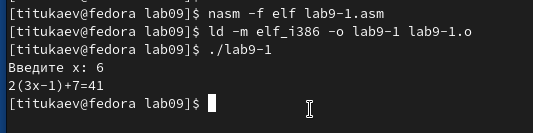 [titukaev@fedora lab09]$ nasm -f elf lab9-1.asm
[titukaev@fedora lab09]$ ld -m elf_i386 -o lab9-1 lab9-1.o
[titukaev@fedora lab09]$ ./lab9-1
Введите x: 6
2(3x-1)+7=41
[titukaev@fedora lab09]$